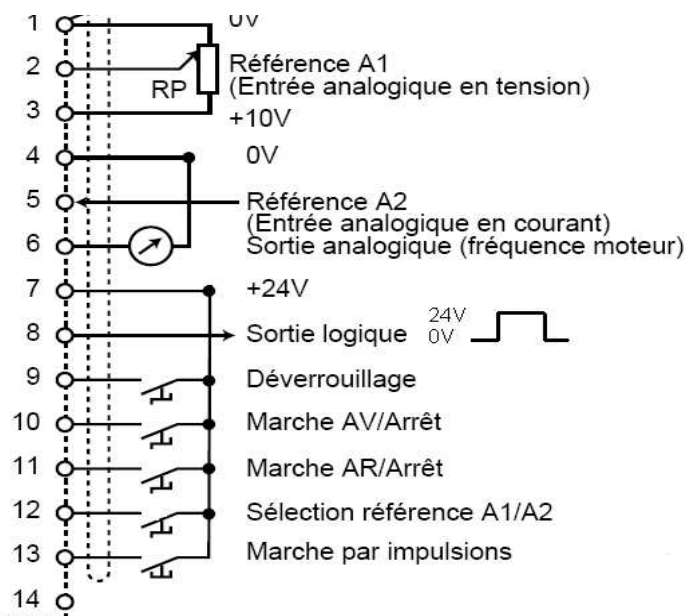 1 0V
2 Référence A1
RP (Entrée analogique en tension)
3 +10V
4 0V
5 Référence A2
(Entrée analogique en courant)
6 Sortie analogique (fréquence moteur)
7 +24V
8 Sortie logique 24V
0V
9 Déverrouillage
10 Marche AV/Arrêt
11 Marche AR/Arrêt
12 Sélection référence A1/A2
13 Marche par impulsions
14